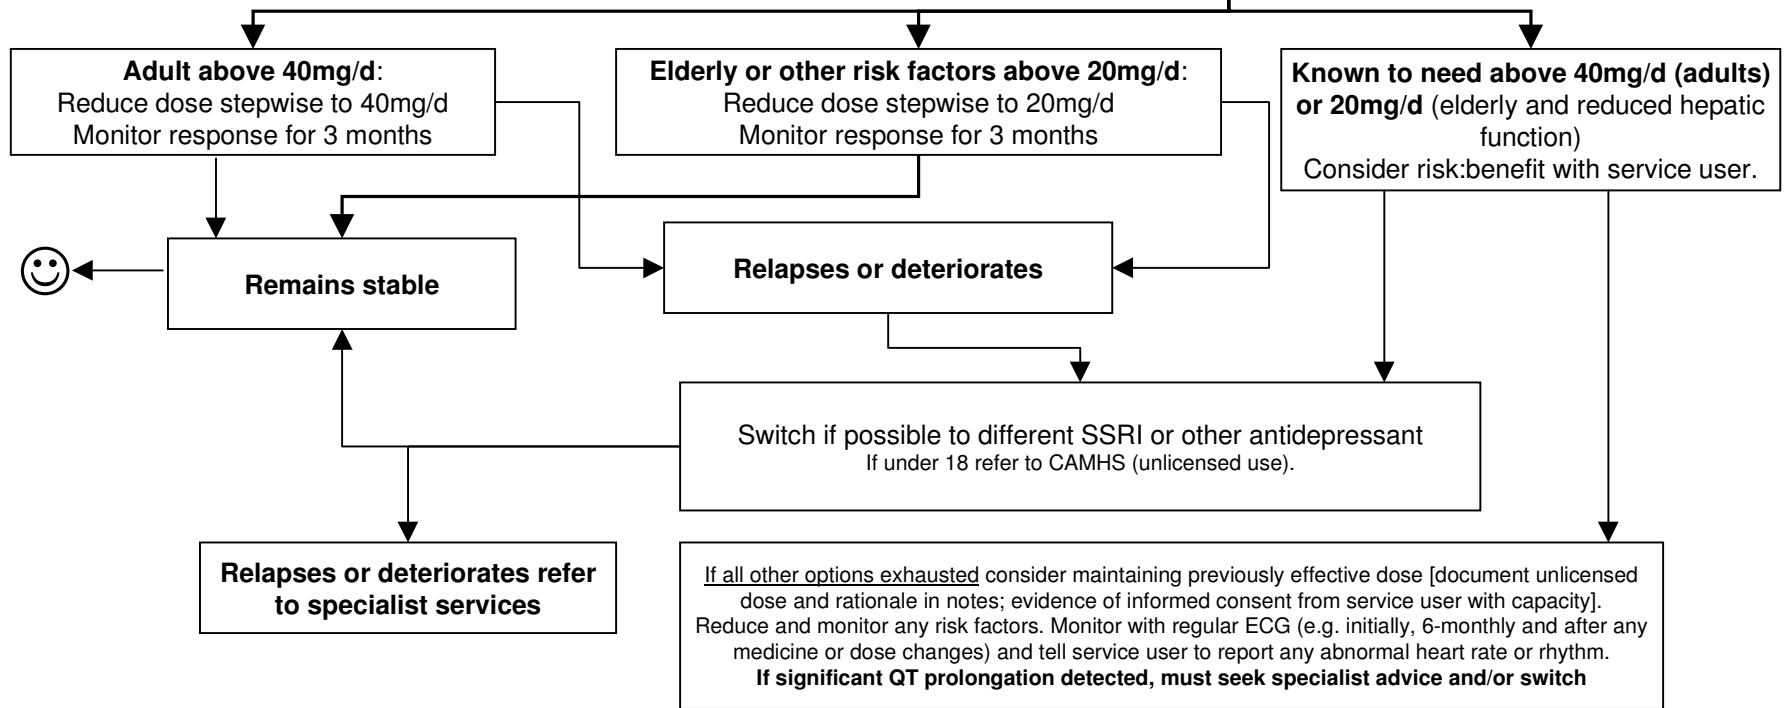 Adult above 40mg/d:
Reduce dose stepwise to 40mg/d
Monitor response for 3 months
Elderly or other risk factors above 20mg/d:
Reduce dose stepwise to 20mg/d
Monitor response for 3 months
Known to need above 40mg/d (adults)
or 20mg/d (elderly and reduced hepatic
function)
Consider risk:benefit with service user.
Remains stable
Relapses or deteriorates
Switch if possible to different SSRI or other antidepressant
If under 18 refer to CAMHS (unlicensed use).
Relapses or deteriorates refer
to specialist services
If all other options exhausted consider maintaining previously effective dose [document unlicensed
dose and rationale in notes; evidence of informed consent from service user with capacity].
Reduce and monitor any risk factors. Monitor with regular ECG (e.g. initially, 6-monthly and after any
medicine or dose changes) and tell service user to report any abnormal heart rate or rhythm.
If significant QT prolongation detected, must seek specialist advice and/or switch